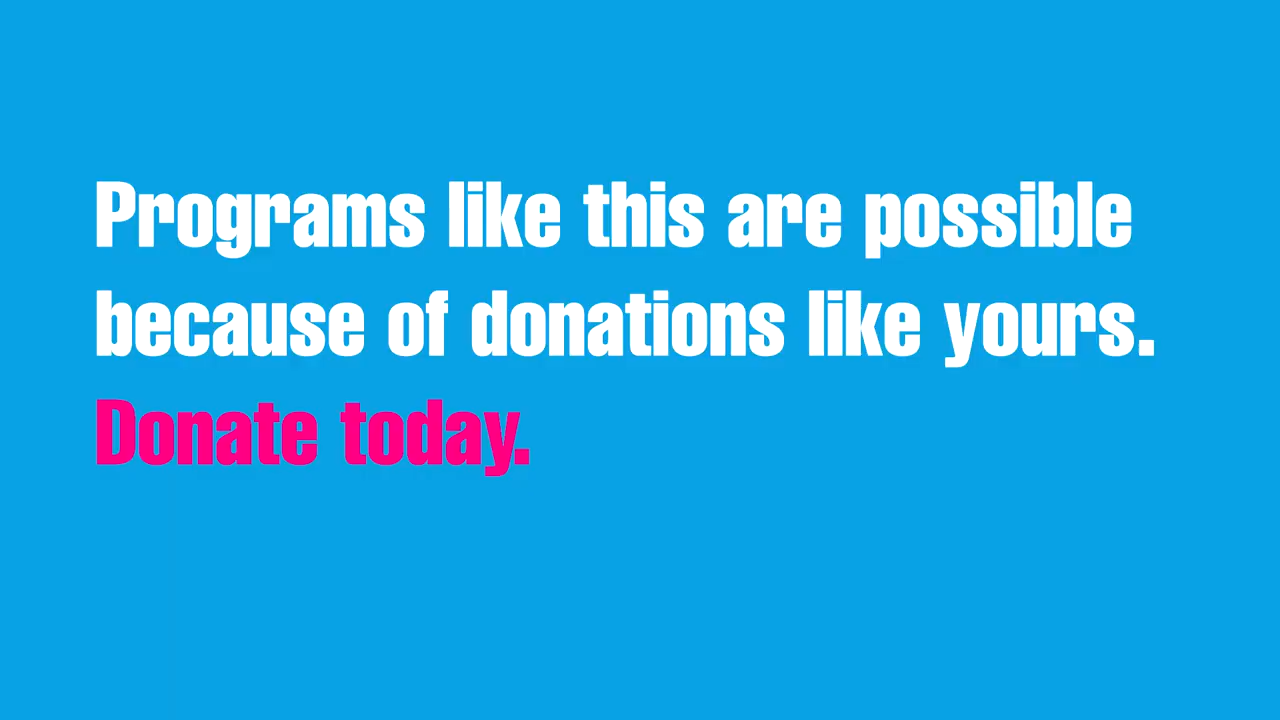 Programs like this are possible
because of donations like yours.
Donate today.